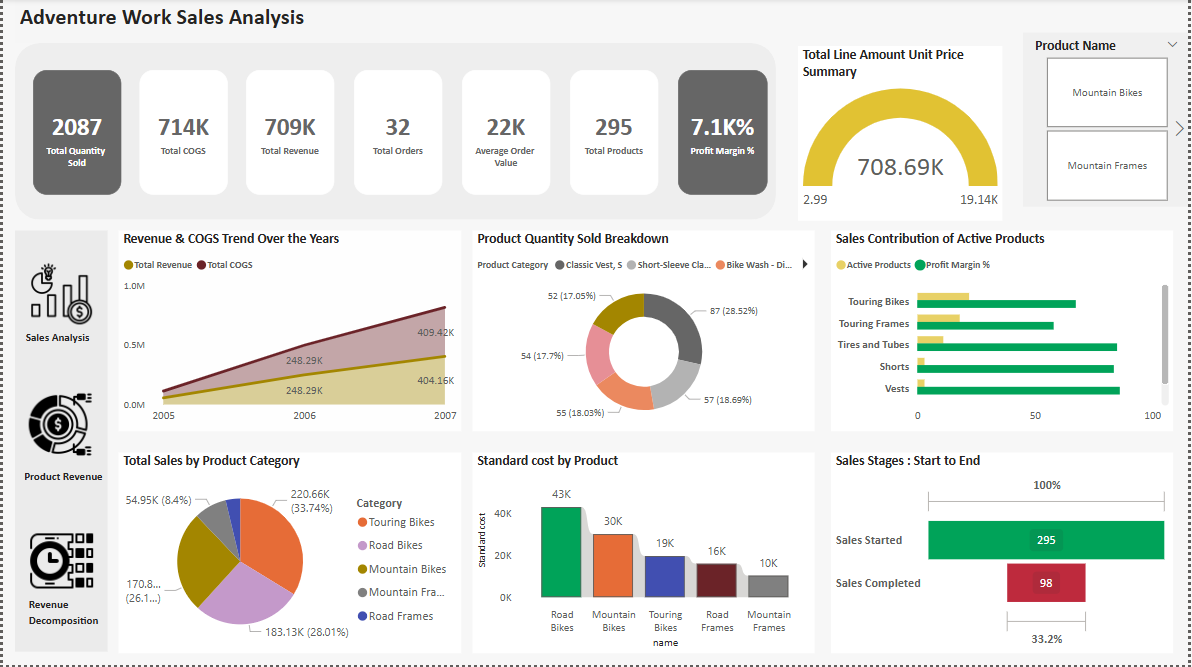 Adventure Work Sales Analysis
2087
Total Quantity
Sold
714K
Total COGS
709K
Total Revenue
32
Total Orders
22K
Average Order
Value
295
Total Products
7.1K%
Profit Margin %
Total Line Amount Unit Price
Summary
708.69K
2.99
19.14K
Product Name
Mountain Bikes
Mountain Frames
Sales Analysis
Product Revenue
Revenue
Decomposition
Revenue & COGS Trend Over the Years
Total Revenue
Total COGS
1.0M
0.5M
0.0M
409.42K
248.29K
248.29K
404.16K
2005
2006
2007
Product Quantity Sold Breakdown
Product Category
Classic Vest, S
Short-Sleeve Cla...
Bike Wash - Di...
52 (17.05%)
87 (28.52%)
54 (17.7%)
57 (18.69%)
55 (18.03%)
Sales Contribution of Active Products
Active Products
Profit Margin %
Touring Bikes
Touring Frames
Tires and Tubes
Shorts
Vests
0
50
100
Total Sales by Product Category
54.95K (8.4%)
220.66K
(33.74%)
170.8...
(26.1...)
183.13K (28.01%)
Category
Touring Bikes
Road Bikes
Mountain Bikes
Mountain Fra...
Road Frames
Standard cost by Product
Standard cost
40K
20K
0K
43K
30K
19K
16K
10K
Road
Bikes
Mountain
Bikes
Touring
Bikes
Road
Frames
Mountain
Frames
name
Sales Stages : Start to End
100%
Sales Started
295
Sales Completed
98
33.2%